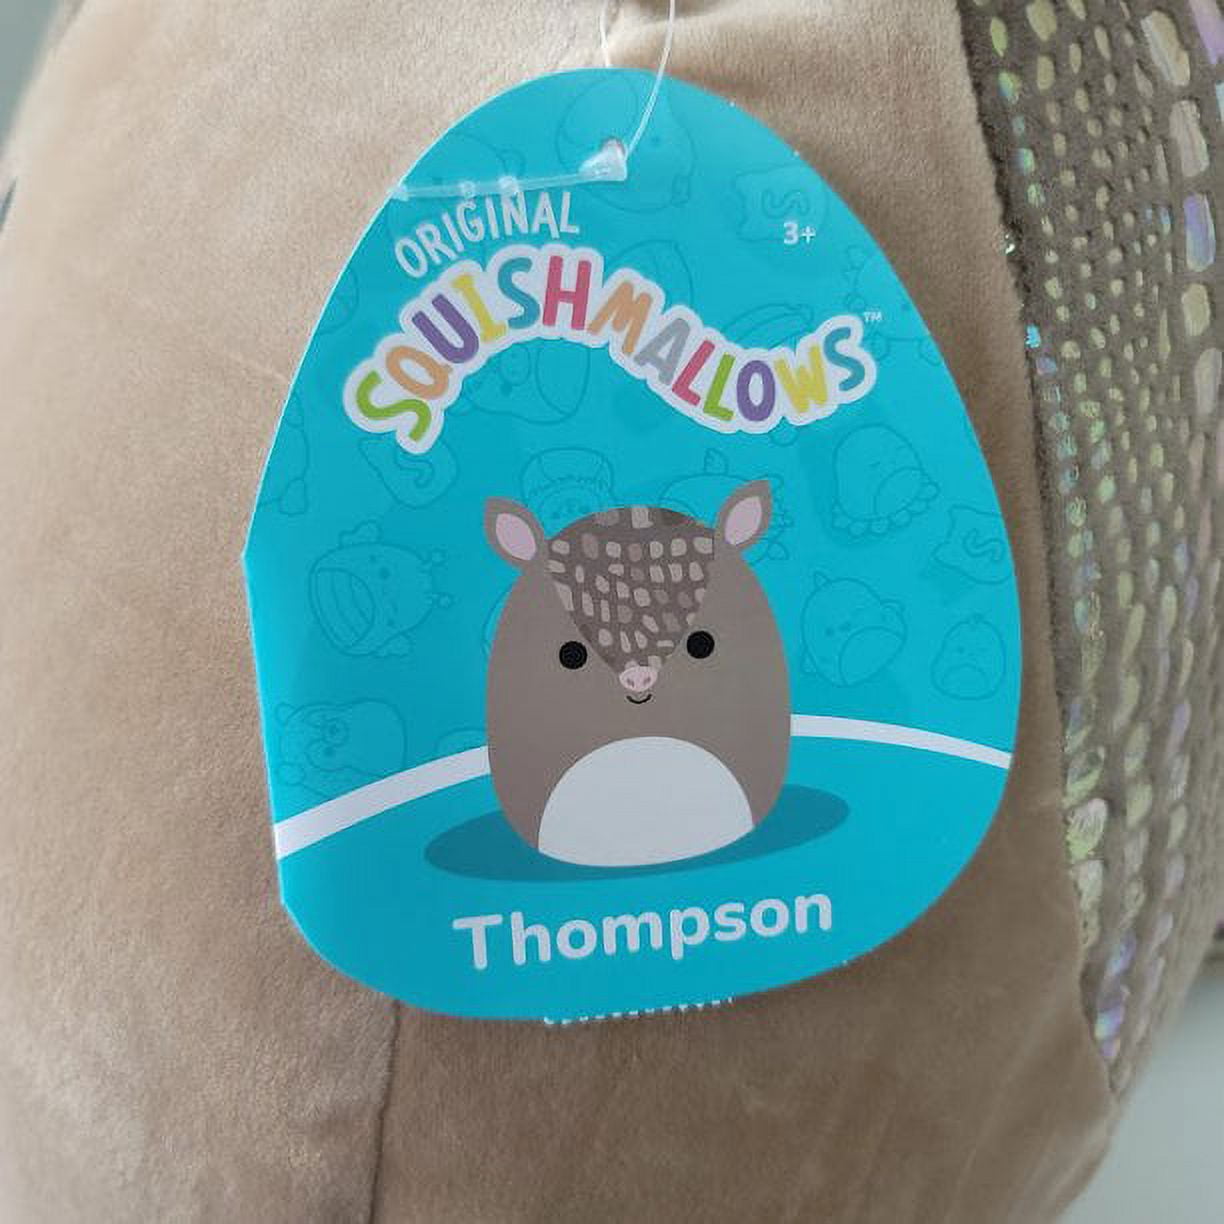 ORIGINAL
3+
SQUISHMALLOWS™
Thompson